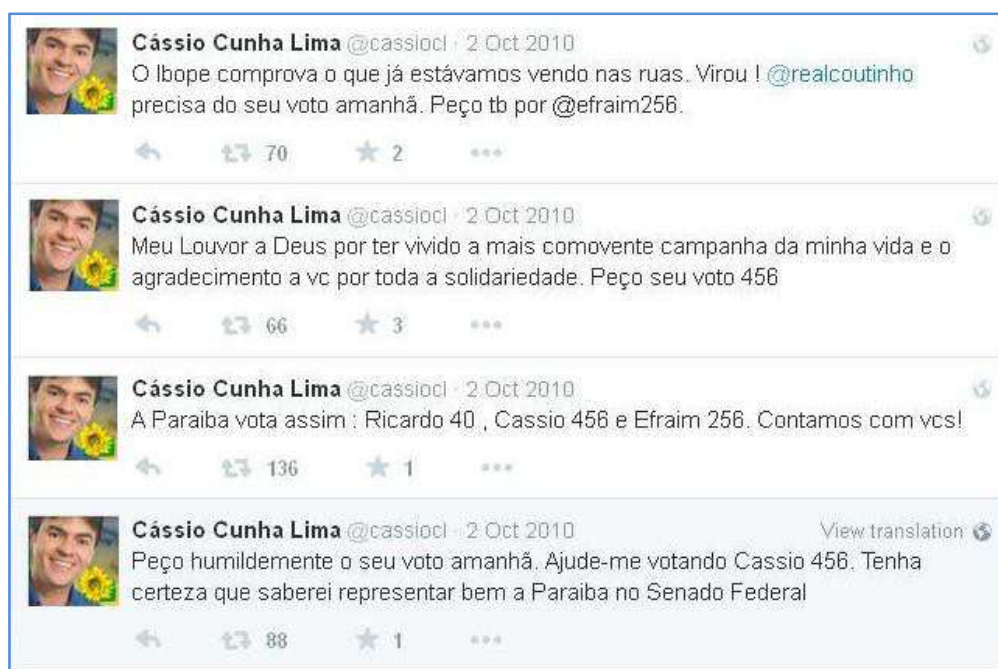 Cássio Cunha Lima @cassiocl · 2 Oct 2010
O Ibope comprova o que já estávamos vendo nas ruas. Virou ! @realcoutinho
precisa do seu voto amanhã. Peço tb por @efraim256.
70 2
Cássio Cunha Lima @cassiocl · 2 Oct 2010
Meu Louvor a Deus por ter vivido a mais comovente campanha da minha vida e o
agradecimento a vc por toda a solidariedade. Peço seu voto 456
66 3
Cássio Cunha Lima @cassiocl · 2 Oct 2010
A Paraiba vota assim : Ricardo 40 , Cassio 456 e Efraim 256. Contamos com vcs!
136 1
Cássio Cunha Lima @cassiocl · 2 Oct 2010 View translation
Peço humildemente o seu voto amanhã. Ajude-me votando Cassio 456. Tenha
certeza que saberei representar bem a Paraiba no Senado Federal
88 1